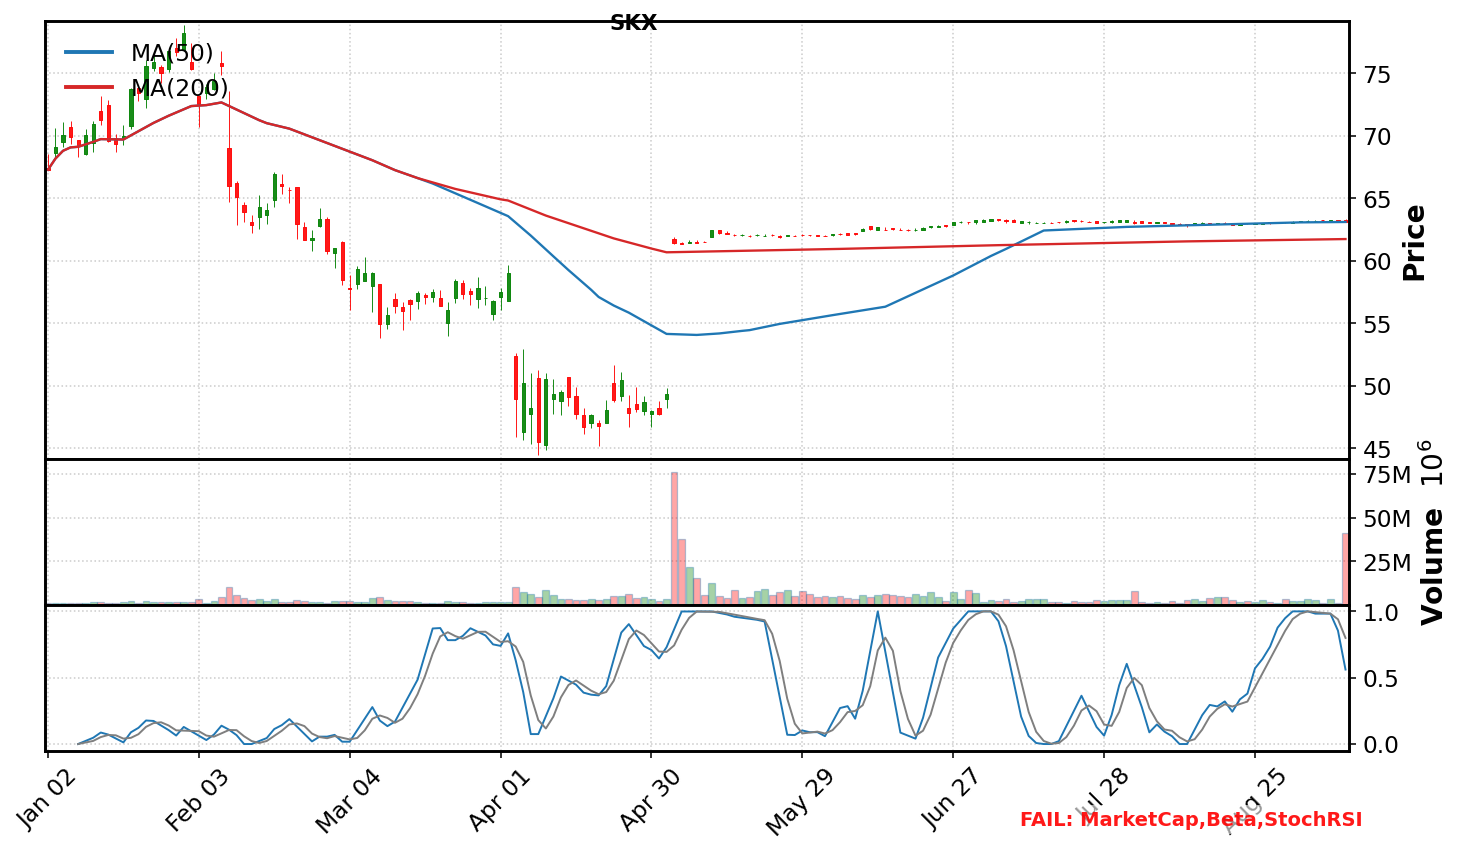 SKX
MA(50)
MA(200)
75
70
65
60
55
50
45
Price
75M
50M
25M
Volume 10^6
1.0
0.5
0.0
Jan 02
Feb 03
Mar 04
Apr 01
Apr 30
May 29
Jun 27
Jul 28
Aug 25
FAIL: MarketCap,Beta,StochRSI